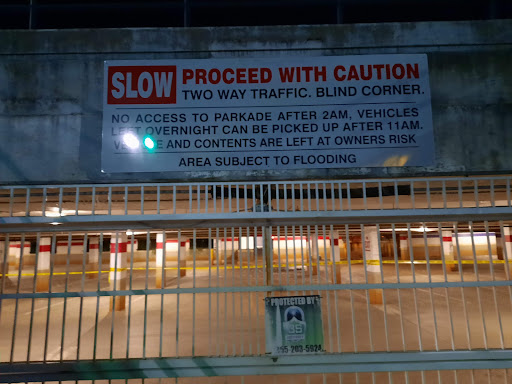 SLOW PROCEED WITH CAUTION
TWO WAY TRAFFIC. BLIND CORNER.
NO ACCESS TO PARKADE AFTER 2AM, VEHICLES
LEFT OVERNIGHT CAN BE PICKED UP AFTER 11AM.
AND CONTENTS ARE LEFT AT OWNERS RISK
AREA SUBJECT TO FLOODING
PROTECTED BY